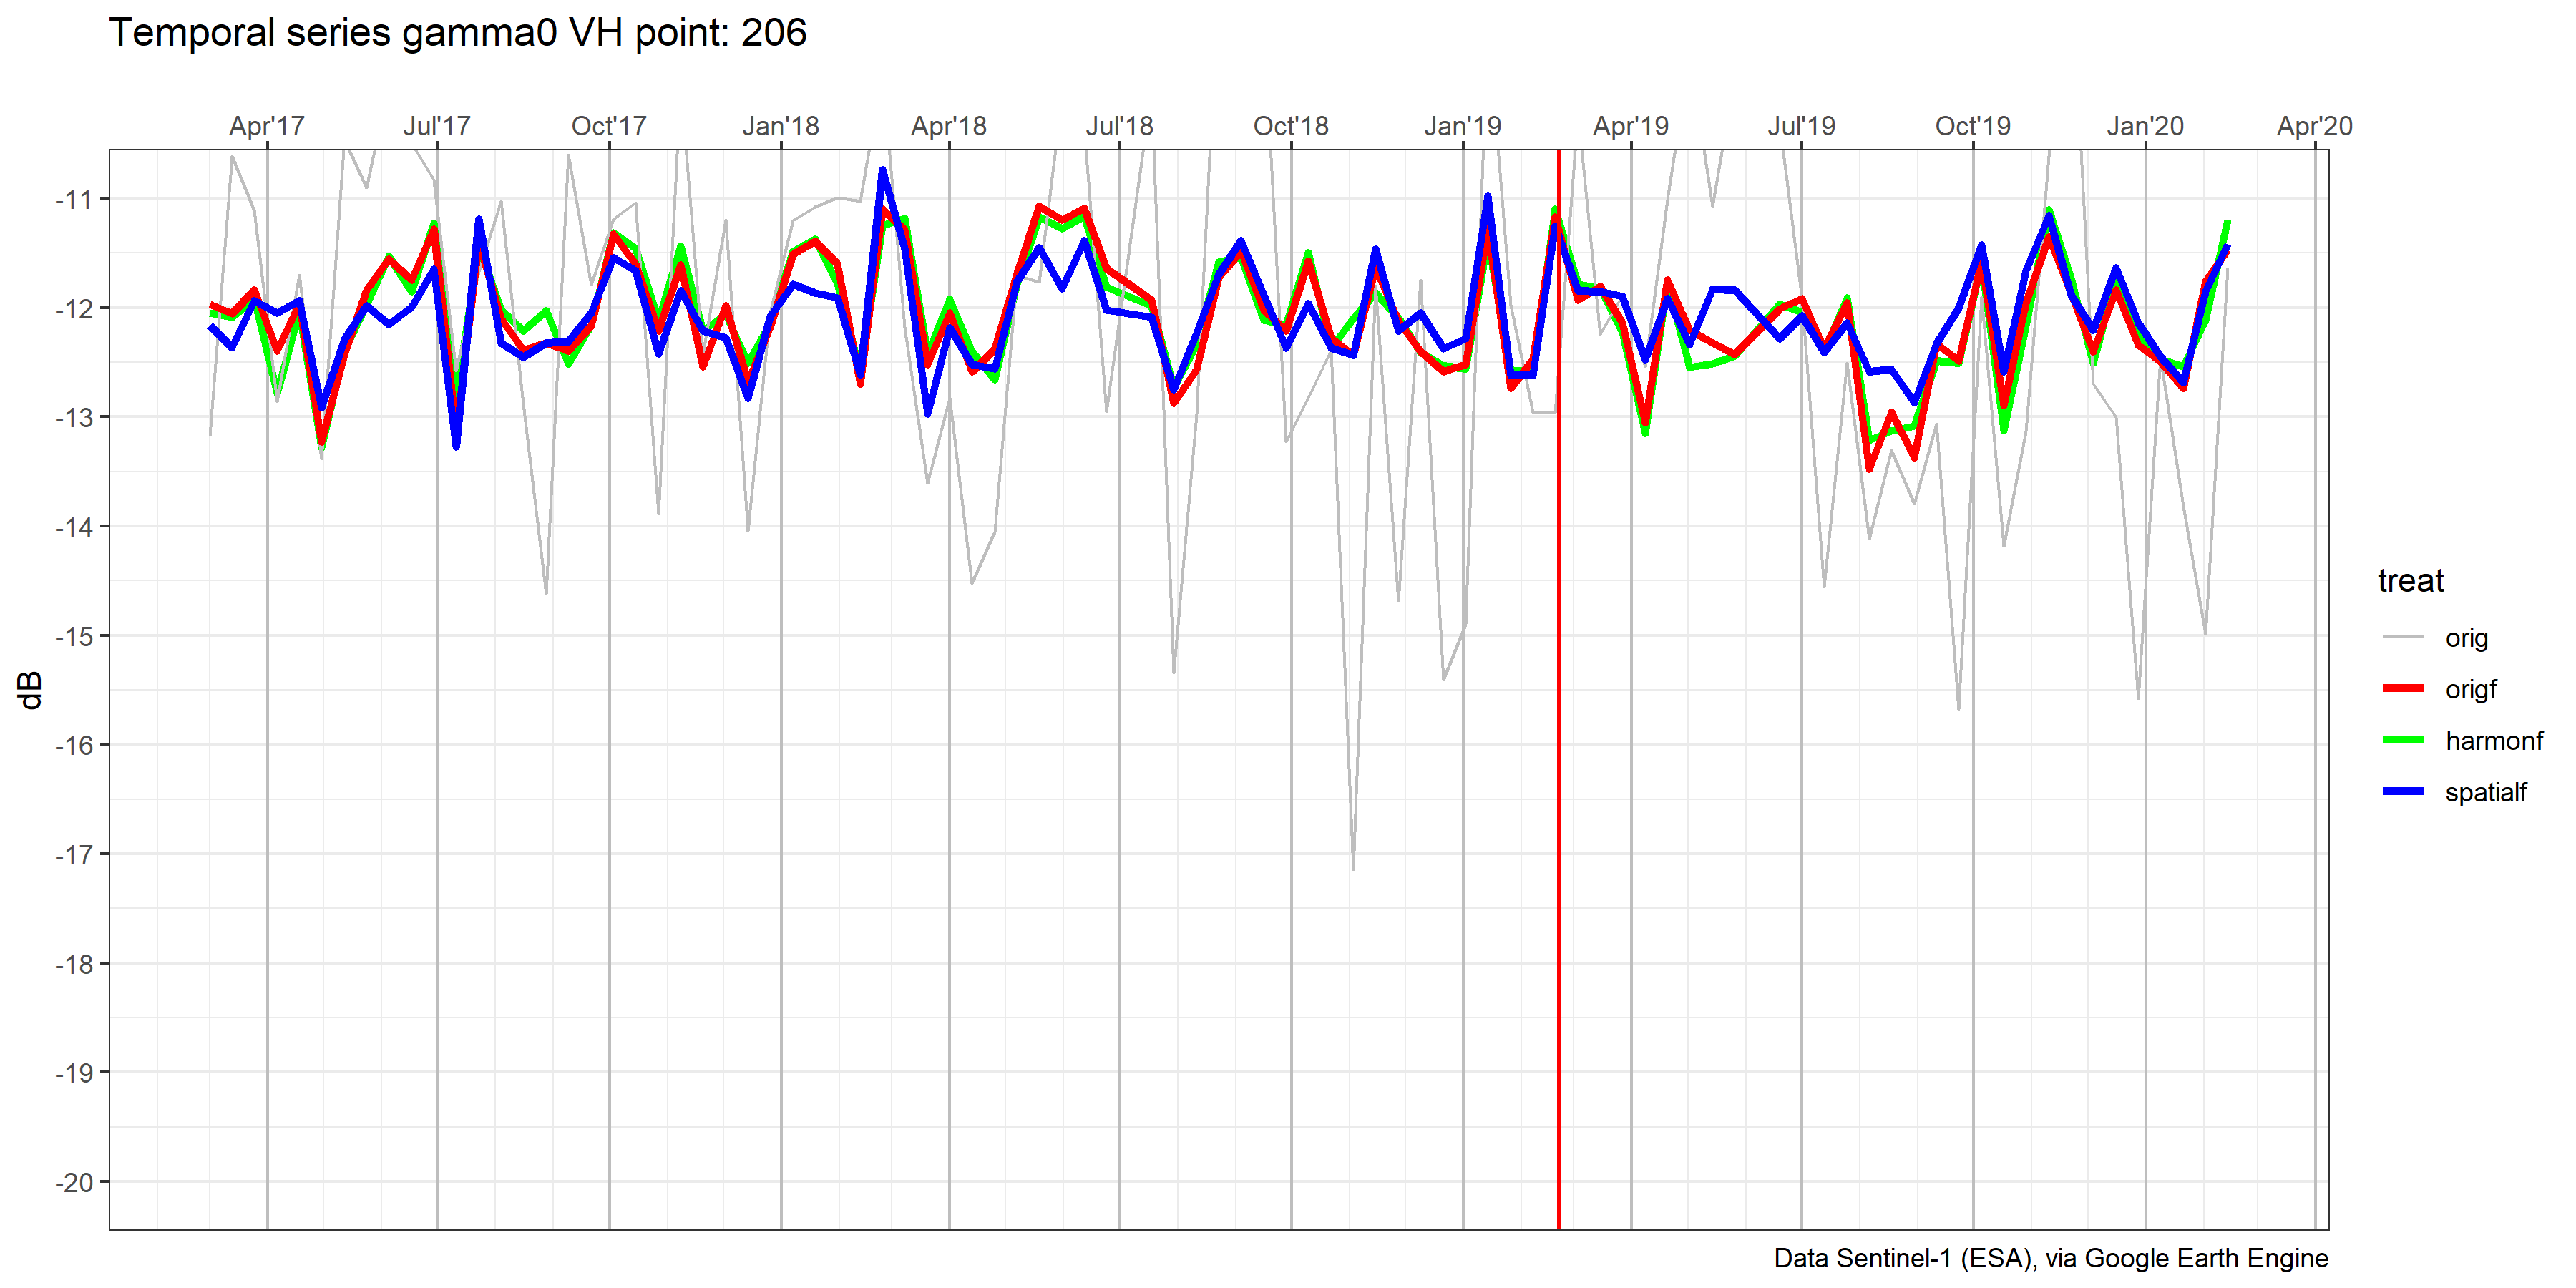 Temporal series gamma0 VH point: 206
Apr'17 Jul'17 Oct'17 Jan'18 Apr'18 Jul'18 Oct'18 Jan'19 Apr'19 Jul'19 Oct'19 Jan'20 Apr'20
-11
-12
-13
-14
-15
-16
-17
-18
-19
-20
dB
treat
orig
origf
harmonf
spatialf
Data Sentinel-1 (ESA), via Google Earth Engine